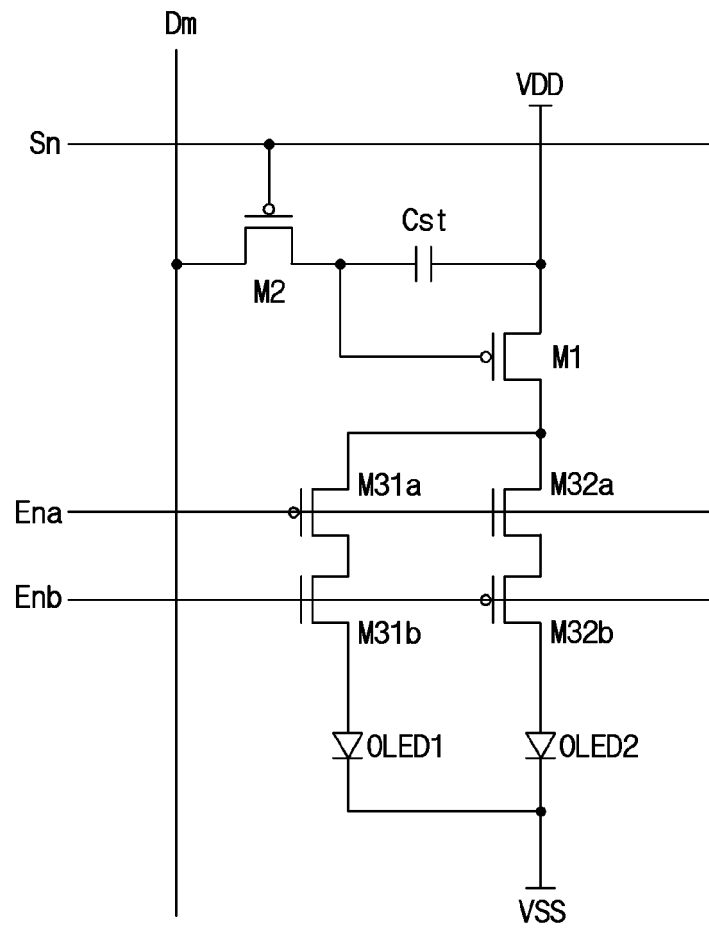 Dm
VDD
Sn
Cst
M2
M1
M31a
M32a
Ena
Enb
M31b
M32b
OLED1
OLED2
VSS